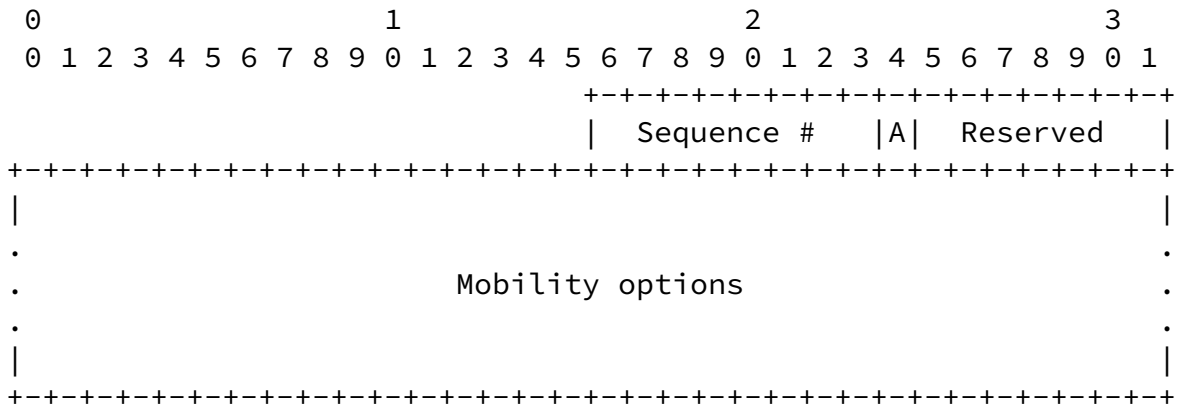 0                   1                   2                   3
 0 1 2 3 4 5 6 7 8 9 0 1 2 3 4 5 6 7 8 9 0 1 2 3 4 5 6 7 8 9 0 1
                                +-+-+-+-+-+-+-+-+-+-+-+-+-+-+-+-+
                                |  Sequence #   |A|  Reserved   |
+-+-+-+-+-+-+-+-+-+-+-+-+-+-+-+-+-+-+-+-+-+-+-+-+-+-+-+-+-+-+-+-+
|                                                               |
.                                                               .
.                        Mobility options                       .
.                                                               .
|                                                               |
+-+-+-+-+-+-+-+-+-+-+-+-+-+-+-+-+-+-+-+-+-+-+-+-+-+-+-+-+-+-+-+-+